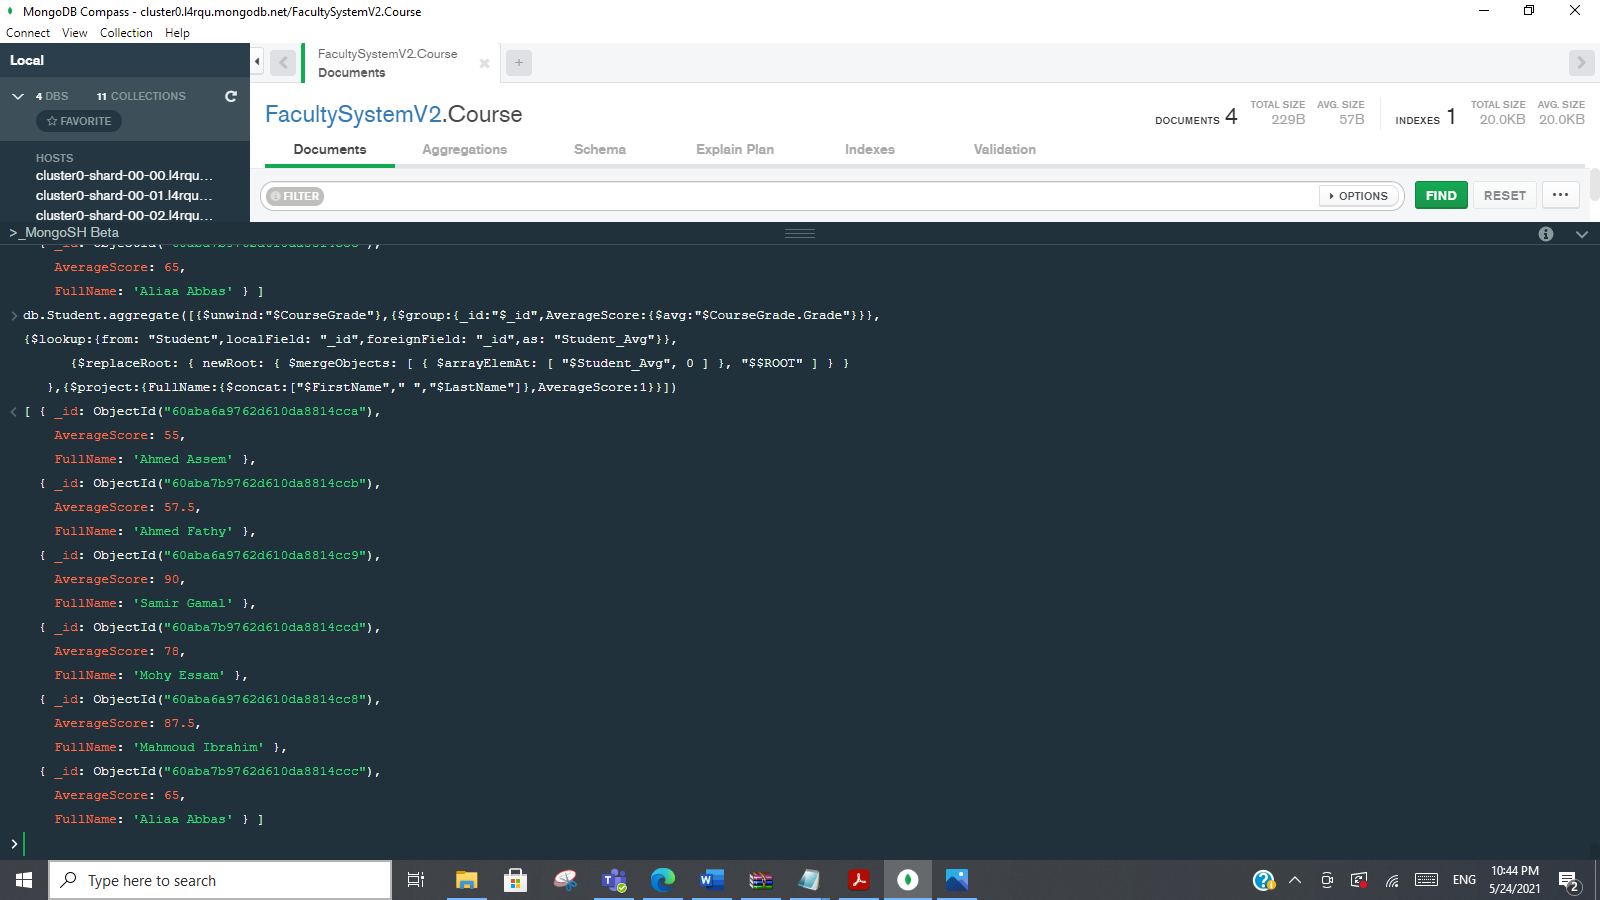 MongoDB Compass - cluster0.l4rqu.mongodb.net/FacultySystemV2.Course
Connect View Collection Help
Local
FacultySystemV2.Course
Documents
4 DBS 11 COLLECTIONS
FAVORITE
FacultySystemV2.Course
DOCUMENTS 4 TOTAL SIZE 229B AVG. SIZE 57B INDEXES 1 TOTAL SIZE 20.0KB AVG. SIZE 20.0KB
Documents Aggregations Schema Explain Plan Indexes Validation
HOSTS
cluster0-shard-00-00.l4rqu...
cluster0-shard-00-01.l4rqu...
cluster0-shard-00-02.l4rqu...
FILTER OPTIONS FIND RESET ...
>_MongoSH Beta
AverageScore: 65,
FullName: 'Aliaa Abbas' } ]
> db.Student.aggregate([{$unwind:"$CourseGrade"},{$group:{_id:"$_id",AverageScore:{$avg:"$CourseGrade.Grade"}}},
{$lookup:{from: "Student",localField: "_id",foreignField: "_id",as: "Student_Avg"}},
{$replaceRoot: { newRoot: { $mergeObjects: [ { $arrayElemAt: [ "$Student_Avg", 0 ] }, "$$ROOT" ] } }
},{$project:{FullName:{$concat:["$FirstName"," ","$LastName"]},AverageScore:1}}])
< [ { _id: ObjectId("60aba6a9762d610da8814cca"),
AverageScore: 55,
FullName: 'Ahmed Assem' },
{ _id: ObjectId("60aba7b9762d610da8814ccb"),
AverageScore: 57.5,
FullName: 'Ahmed Fathy' },
{ _id: ObjectId("60aba6a9762d610da8814cc9"),
AverageScore: 90,
FullName: 'Samir Gamal' },
{ _id: ObjectId("60aba7b9762d610da8814ccd"),
AverageScore: 78,
FullName: 'Mohy Essam' },
{ _id: ObjectId("60aba6a9762d610da8814cc8"),
AverageScore: 87.5,
FullName: 'Mahmoud Ibrahim' },
{ _id: ObjectId("60aba7b9762d610da8814ccc"),
AverageScore: 65,
FullName: 'Aliaa Abbas' } ]
>
Type here to search
ENG
10:44 PM
5/24/2021
2